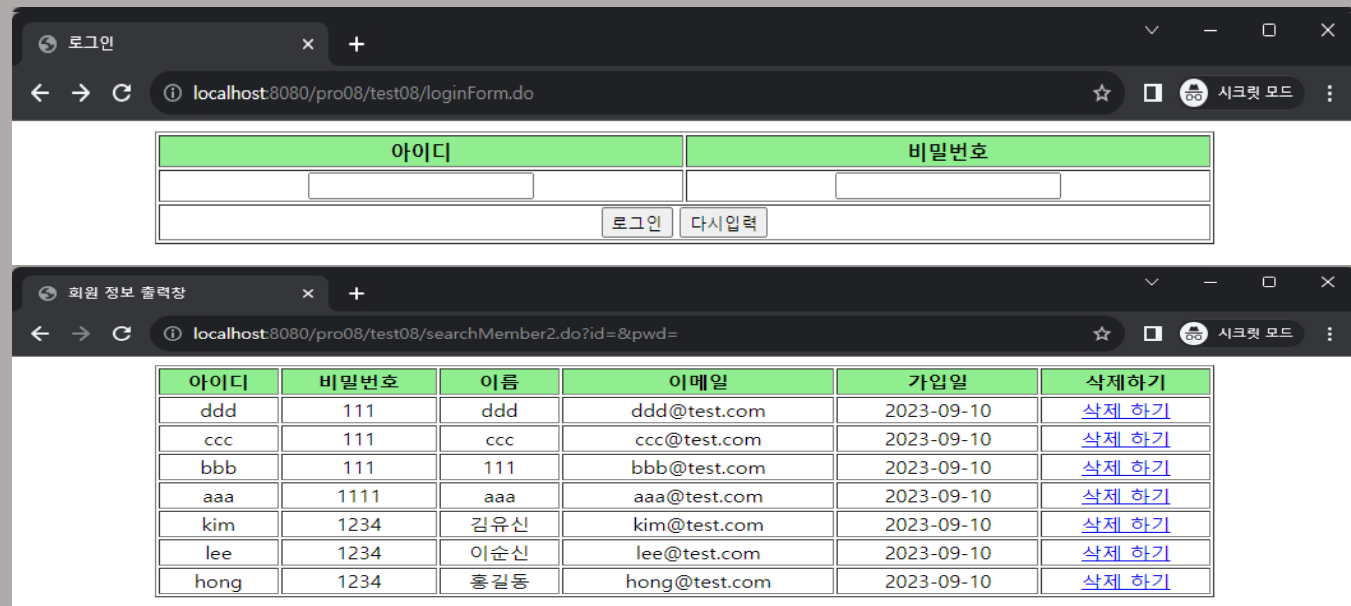 로그인
localhost:8080/pro08/test08/loginForm.do
시크릿 모드
아이디 비밀번호
로그인 다시입력
회원 정보 출력창
localhost:8080/pro08/test08/searchMember2.do?id=&pwd=
시크릿 모드
아이디 비밀번호 이름 이메일 가입일 삭제하기
ddd 111 ddd ddd@test.com 2023-09-10 삭제 하기
ccc 111 ccc ccc@test.com 2023-09-10 삭제 하기
bbb 111 111 bbb@test.com 2023-09-10 삭제 하기
aaa 1111 aaa aaa@test.com 2023-09-10 삭제 하기
kim 1234 김유신 kim@test.com 2023-09-10 삭제 하기
lee 1234 이순신 lee@test.com 2023-09-10 삭제 하기
hong 1234 홍길동 hong@test.com 2023-09-10 삭제 하기